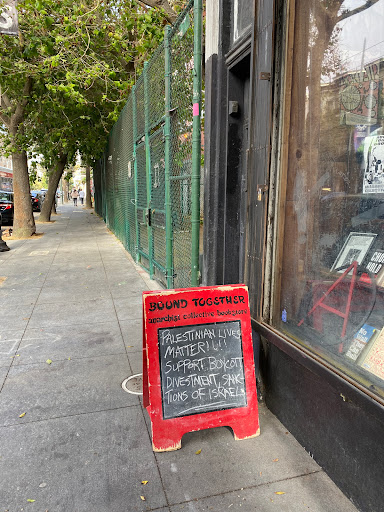 BOUND TOGETHER
anarchist collective bookstore
PALESTINIAN LIVES
MATTER!!!
SUPPORT BOYCOTT,
DIVESTMENT, SANC-
TIONS OF ISRAEL